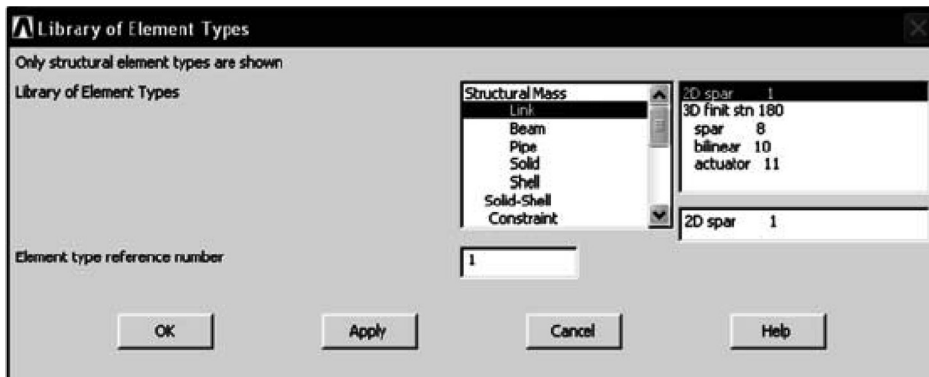 Library of Element Types
Only structural element types are shown
Library of Element Types
Structural Mass
Link
Beam
Pipe
Solid
Shell
Solid-Shell
Constraint
2D spar 1
3D finit stn 180
spar 8
bilinear 10
actuator 11
2D spar 1
Element type reference number
1
OK Apply Cancel Help